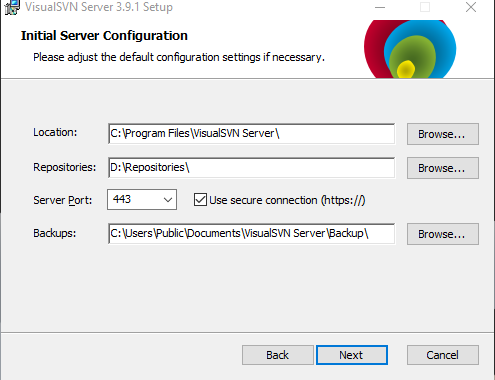 VisualSVN Server 3.9.1 Setup
Initial Server Configuration
Please adjust the default configuration settings if necessary.
Location: C:\Program Files\VisualSVN Server\ Browse...
Repositories: D:\Repositories\ Browse...
Server Port: 443 Use secure connection (https://)
Backups: C:\Users\Public\Documents\VisualSVN Server\Backup\ Browse...
Back Next Cancel